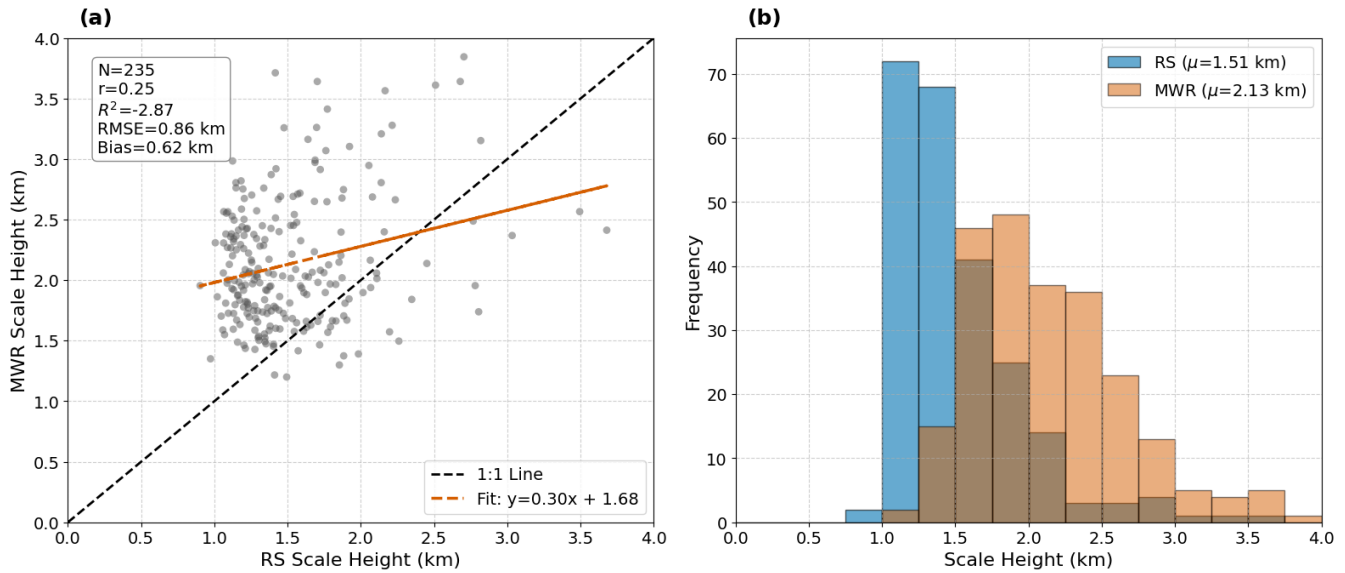 (a)
4.0
3.5
3.0
2.5
2.0
1.5
1.0
0.5
0.0
MWR Scale Height (km)
N=235
r=0.25
R²=-2.87
RMSE=0.86 km
Bias=0.62 km
1:1 Line
Fit: y=0.30x + 1.68
0.0 0.5 1.0 1.5 2.0 2.5 3.0 3.5 4.0
RS Scale Height (km)
(b)
70
60
50
40
30
20
10
0
Frequency
RS (μ=1.51 km)
MWR (μ=2.13 km)
0.0 0.5 1.0 1.5 2.0 2.5 3.0 3.5 4.0
Scale Height (km)